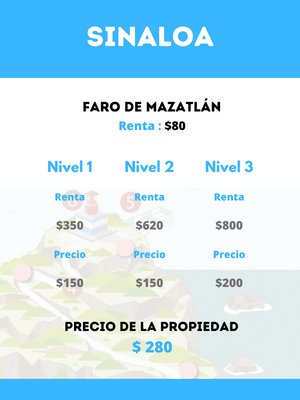 SINALOA
FARO DE MAZATLÁN
Renta : $80
Nivel 1 Nivel 2 Nivel 3
Renta Renta Renta
$350 $620 $800
Precio Precio Precio
$150 $150 $200
PRECIO DE LA PROPIEDAD
$ 280